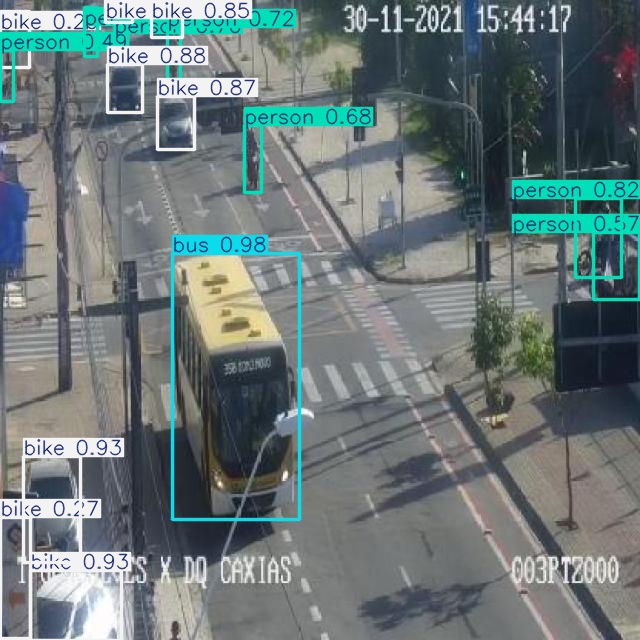 bike 0.85
person 0.72
30-11-2021 15:44:17
bike 0.88
bike 0.87
person 0.68
person 0.82
person 0.57
bus 0.98
bike 0.93
bike 0.27
bike 0.93
X DQ CAXIAS
003PTZ000